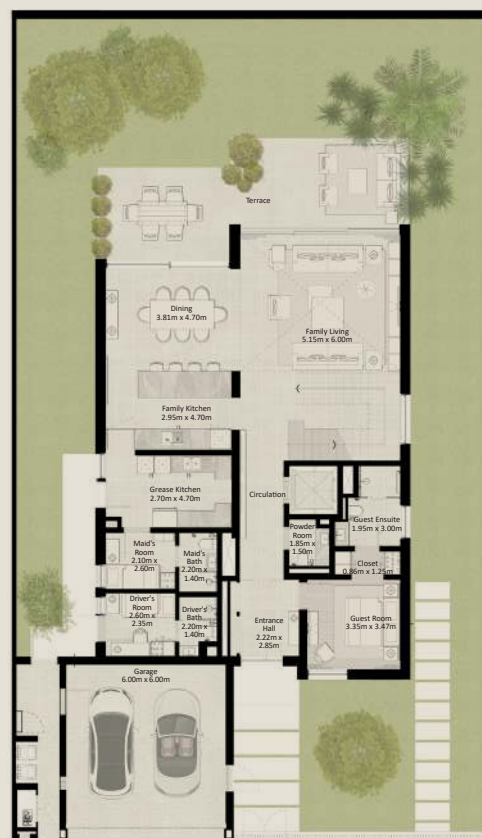 Terrace
Dining
3.81m x 4.70m
Family Living
5.15m x 6.00m
Family Kitchen
2.95m x 4.70m
Grease Kitchen
2.70m x 4.70m
Circulation
Powder
Room
1.85m x
1.50m
Guest Ensuite
1.95m x 3.00m
Maid's
Room
2.10m x
2.60m
Maid's
Bath
2.20m x
1.40m
Closet
0.86m x 1.25m
Driver's
Room
2.60m x
2.35m
Driver's
Bath
2.20m x
1.40m
Entrance
Hall
2.22m x
2.85m
Guest Room
3.35m x 3.47m
Garage
6.00m x 6.00m